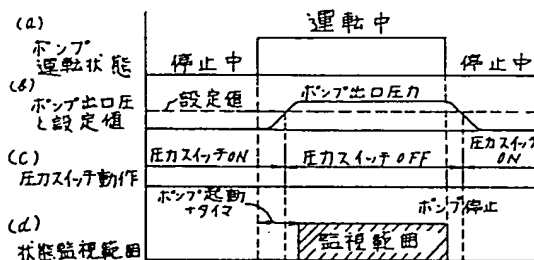 (a)
ポンプ
運転状態
停止中
運転中
停止中
(b)
ポンプ出口圧
と設定値
設定値
ポンプ出口圧力
(c)
圧力スイッチ動作
圧力スイッチON
圧力スイッチOFF
圧力スイッチ
ON
ポンプ起動
+タイマ
ポンプ停止
(d)
状態監視範囲
監視範囲